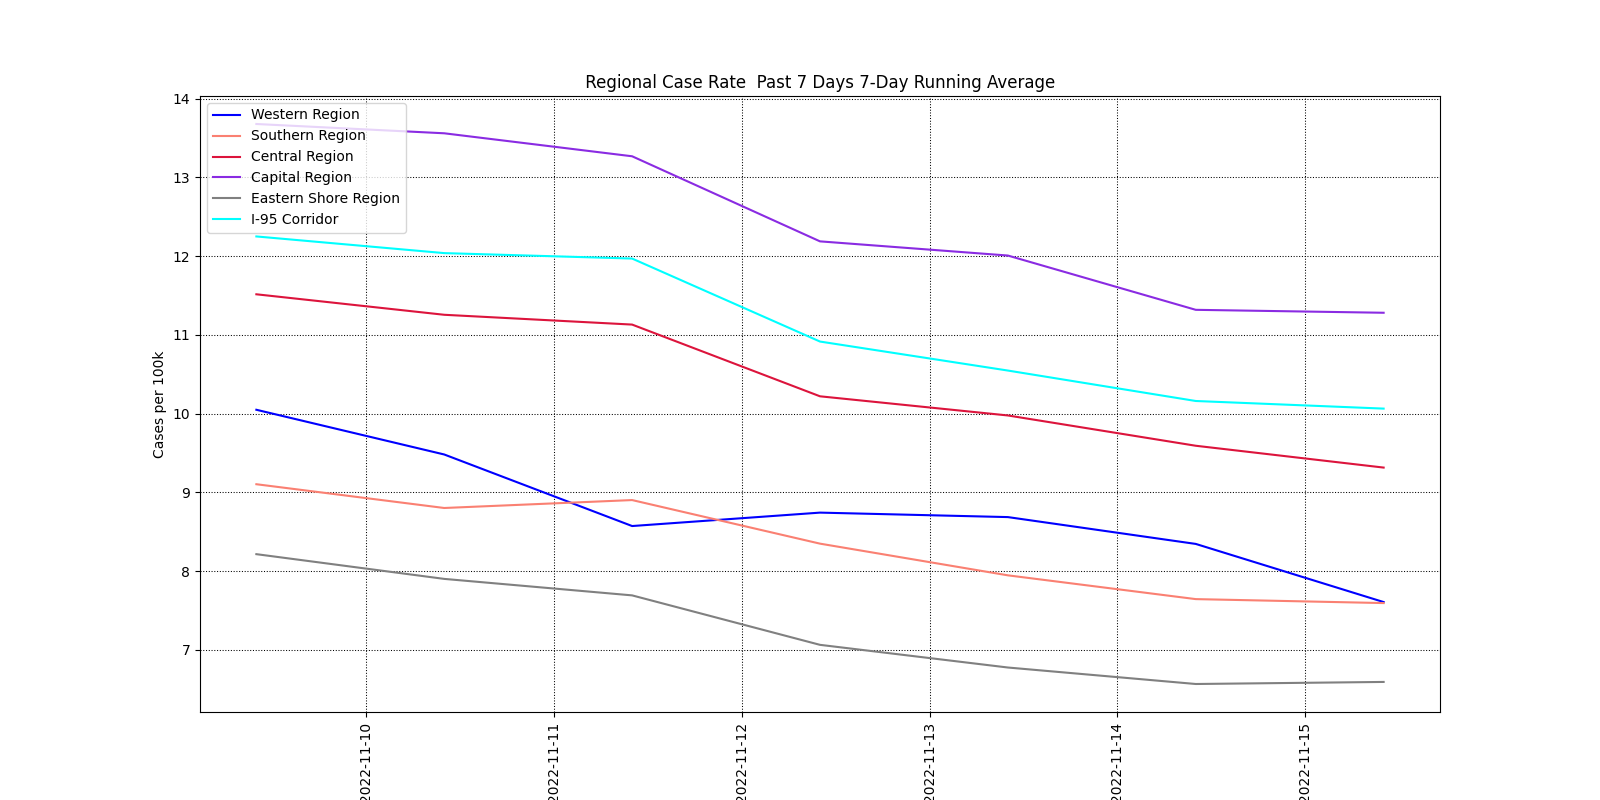 Regional Case Rate  Past 7 Days 7-Day Running Average
Western Region
Southern Region
Central Region
Capital Region
Eastern Shore Region
I-95 Corridor
14
13
12
11
10
9
8
7
Cases per 100k
2022-11-10
2022-11-11
2022-11-12
2022-11-13
2022-11-14
2022-11-15